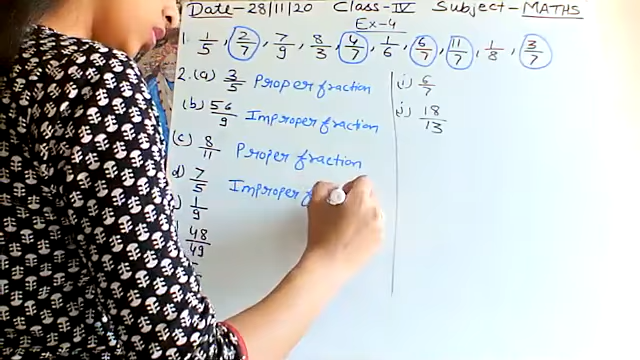 Date-28/11/20 Class-IV Subject-MATHS
Ex-4
1. 1/5, 2/7, 7/9, 8/3, 4/7, 1/6, 6/7, 11/7, 1/8, 3/7
2.(a) 3/5 Proper fraction
(b) 56/9 Improper fraction
(c) 8/11 Proper fraction
d) 7/5 Improper f
) 1/9
48/49
i) 6/7
j) 18/13